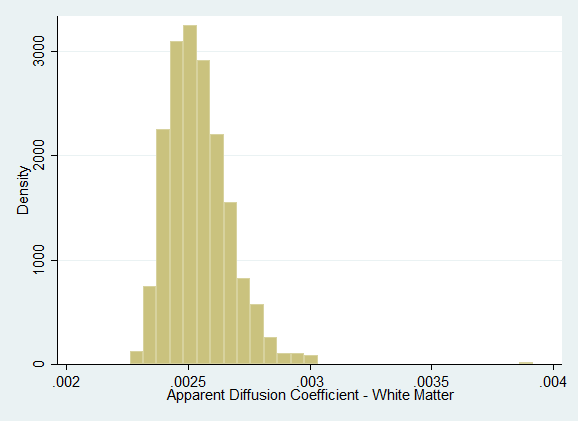 Density
3000
2000
1000
0
.002 .0025 .003 .0035 .004
Apparent Diffusion Coefficient - White Matter